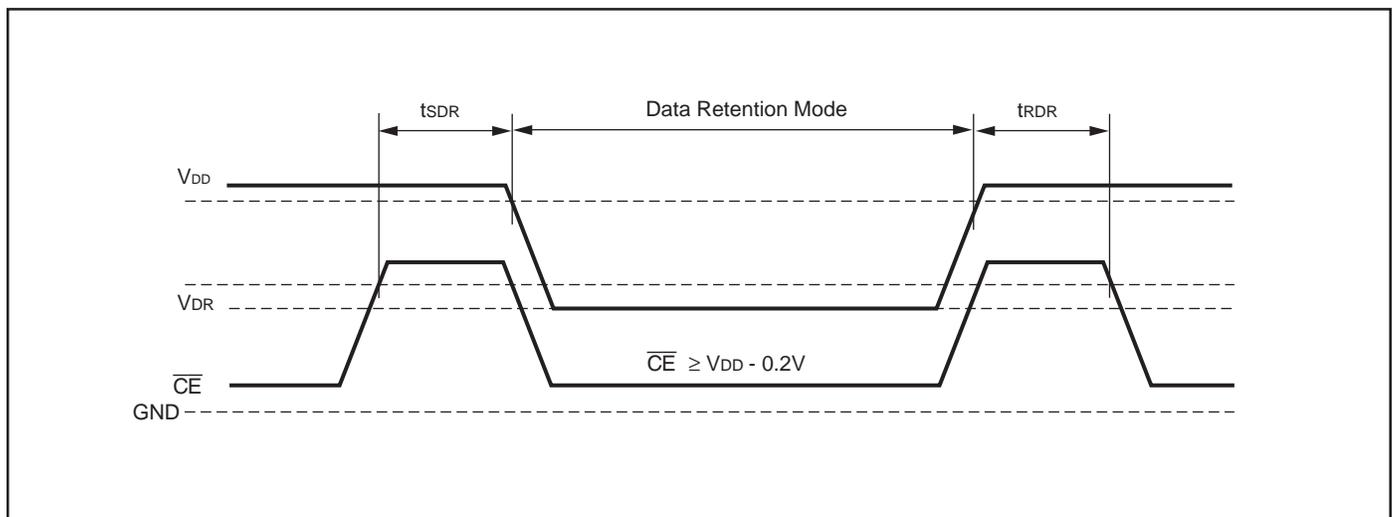 tSDR Data Retention Mode tRDR
VDD
VDR
CE ≥ VDD - 0.2V
CE
GND